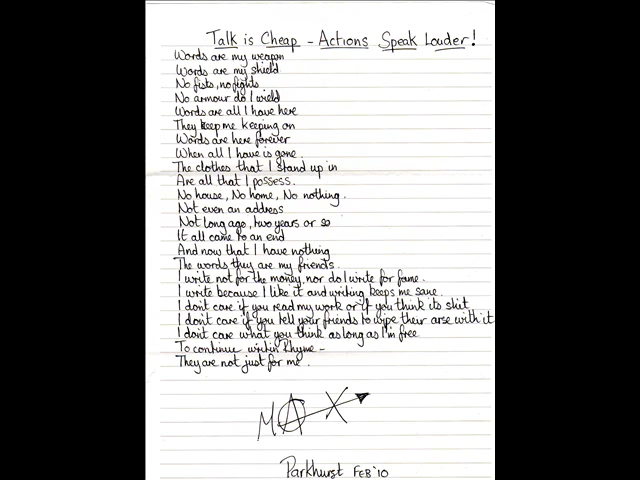 Talk is Cheap - Actions Speak Louder!
Words are my weapon
Words are my shield
No fists, no fights
No armour do I wield
Words are all I have here
They keep me keeping on
Words are here forever
When all I have is gone.
The clothes that I stand up in
Are all that I possess.
No house, No home, No nothing.
Not even an address
Not long ago, two years or so
It all came to an end
And now that I have nothing
The words they are my friends.
I write not for the money, nor do I write for fame.
I write because I like it and writing keeps me sane.
I dont care if you read my work or if you think its shit
I don't care if you tell your friends to wipe their arse with it
I dont care what you think as long as I'm free
To continue writin Rhyme -
They are not just for me.
MAX
Parkhurst FEB '10